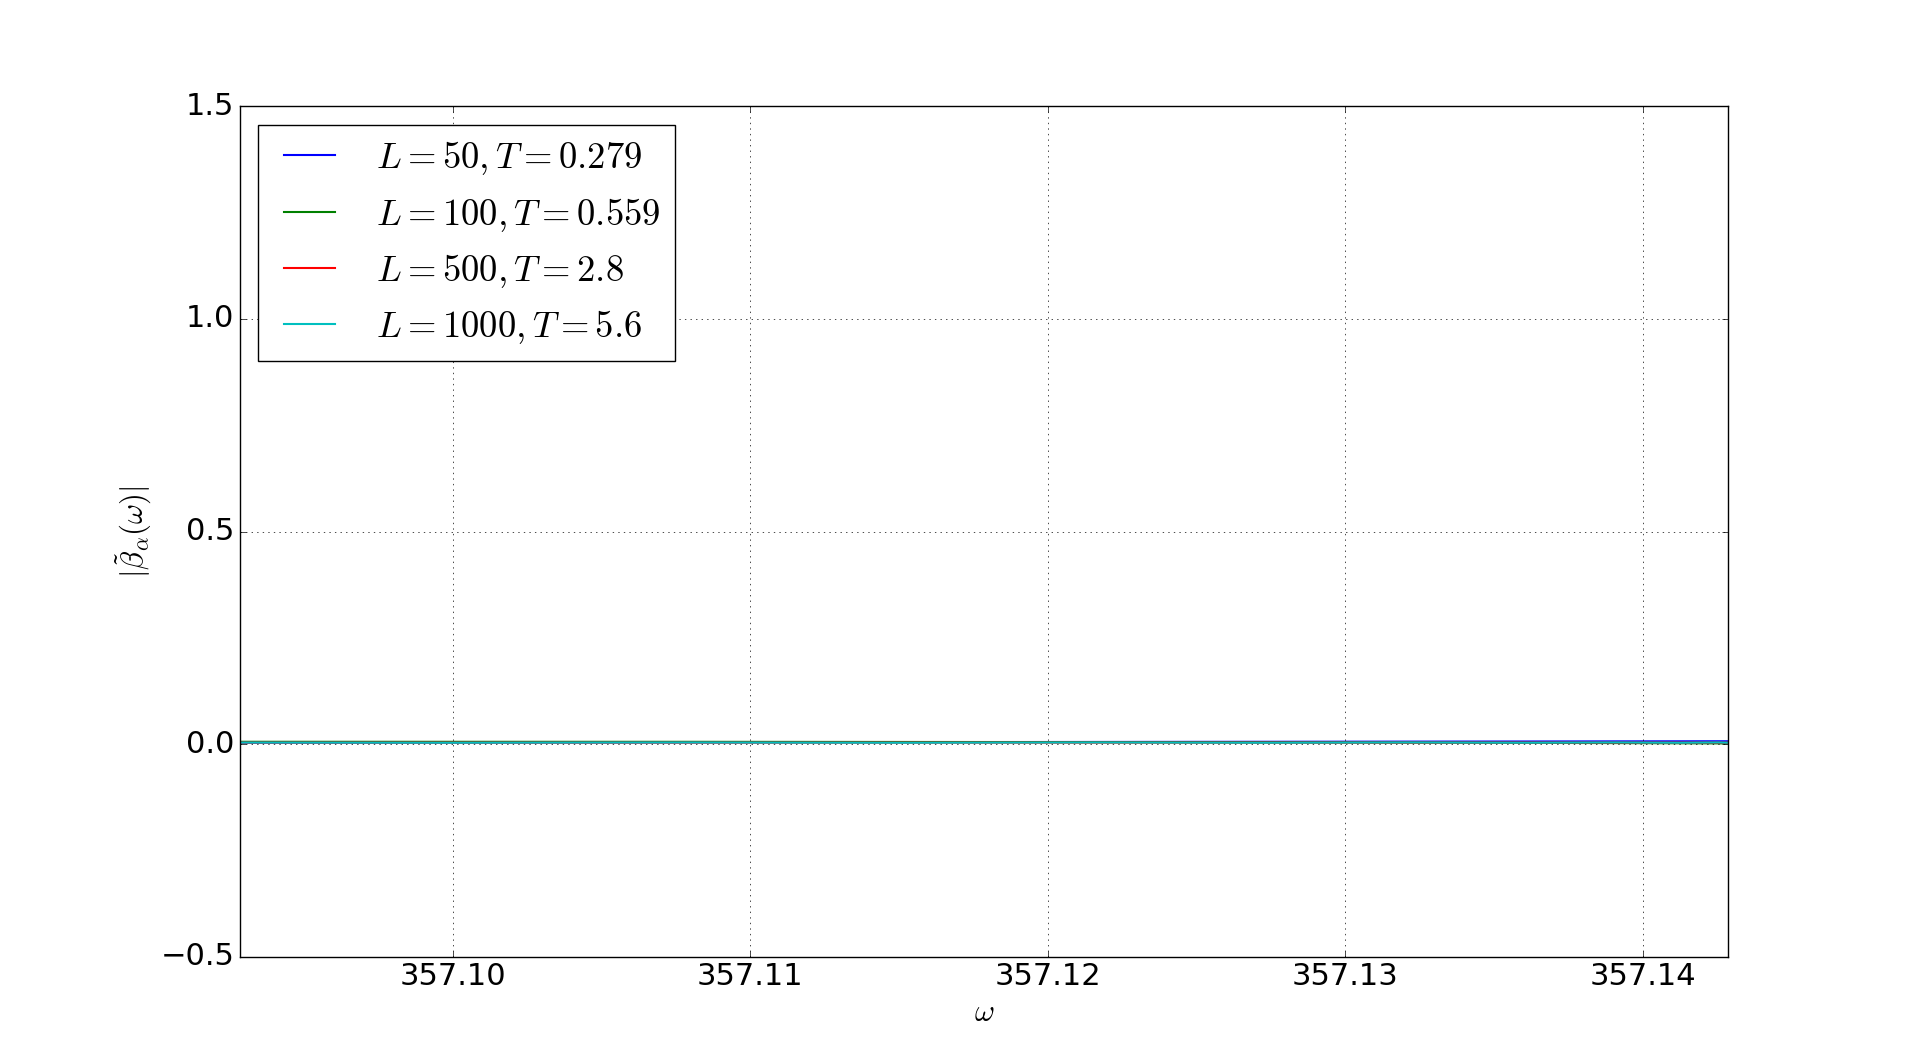 1.5
1.0
0.5
0.0
−0.5
L = 50, T = 0.279
L = 100, T = 0.559
L = 500, T = 2.8
L = 1000, T = 5.6
|β̃α(ω)|
357.10 357.11 357.12 357.13 357.14
ω